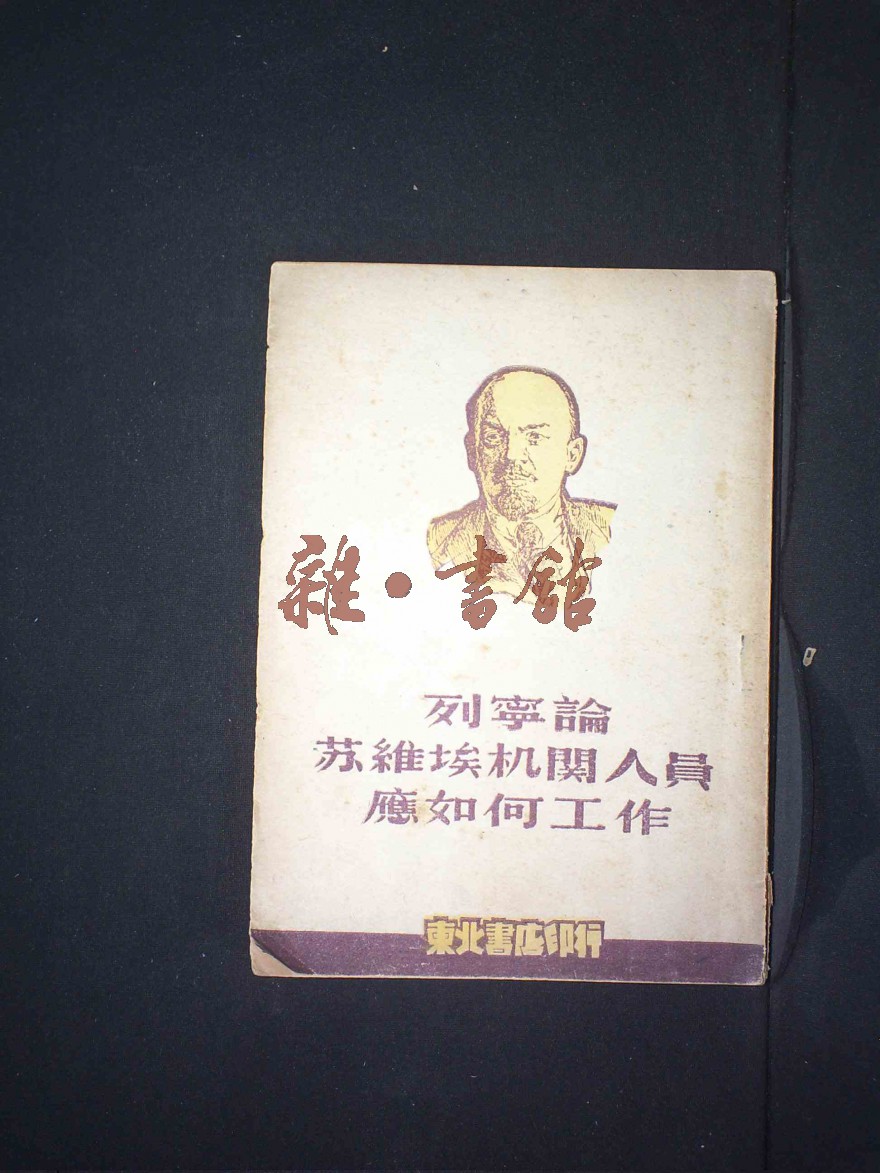 雜·書館
列寧論
苏維埃机関人員
應如何工作
東北書店印行